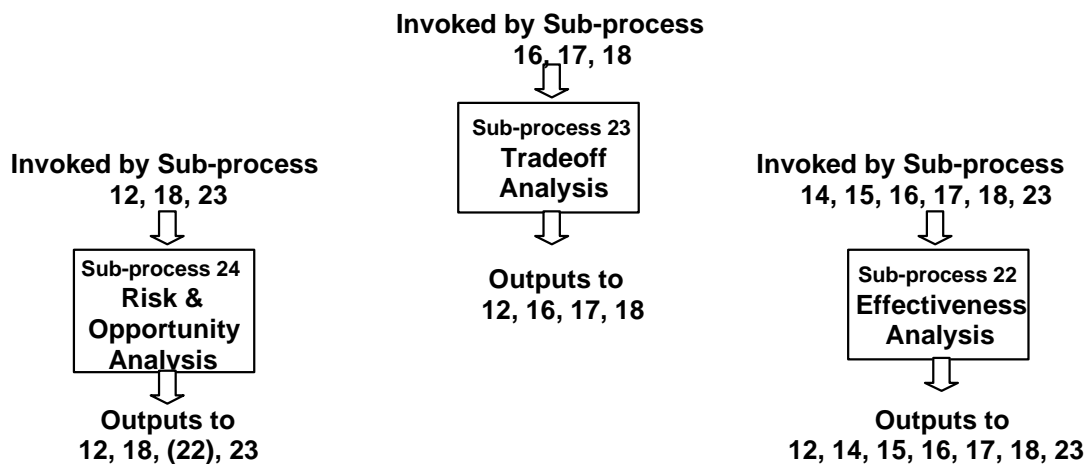 Invoked by Sub-process
16, 17, 18
Sub-process 23
Tradeoff
Analysis
Outputs to
12, 16, 17, 18
Invoked by Sub-process
12, 18, 23
Sub-process 24
Risk &
Opportunity
Analysis
Outputs to
12, 18, (22), 23
Invoked by Sub-process
14, 15, 16, 17, 18, 23
Sub-process 22
Effectiveness
Analysis
Outputs to
12, 14, 15, 16, 17, 18, 23